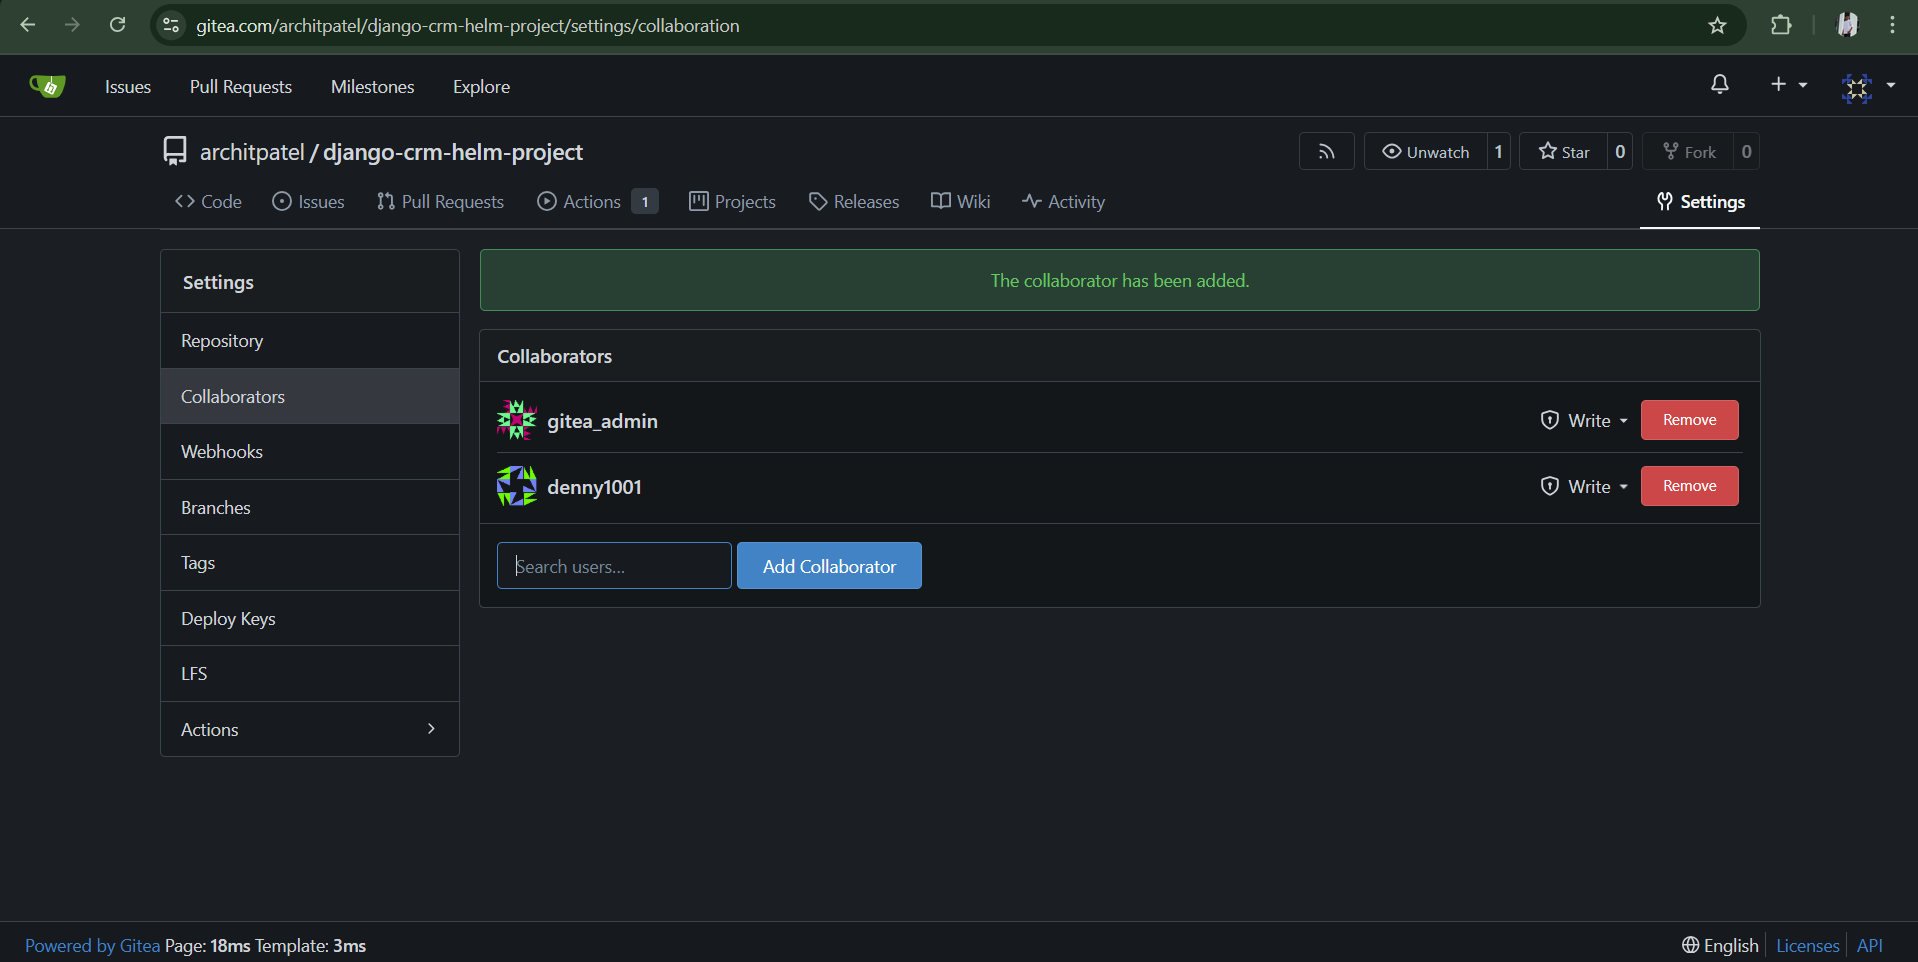 gitea.com/architpatel/django-crm-helm-project/settings/collaboration
Issues Pull Requests Milestones Explore
architpatel / django-crm-helm-project
Unwatch 1 Star 0 Fork 0
Code Issues Pull Requests Actions 1 Projects Releases Wiki Activity Settings
Settings
Repository
Collaborators
Webhooks
Branches
Tags
Deploy Keys
LFS
Actions
The collaborator has been added.
Collaborators
gitea_admin Write Remove
denny1001 Write Remove
Search users... Add Collaborator
Powered by Gitea Page: 18ms Template: 3ms English Licenses API